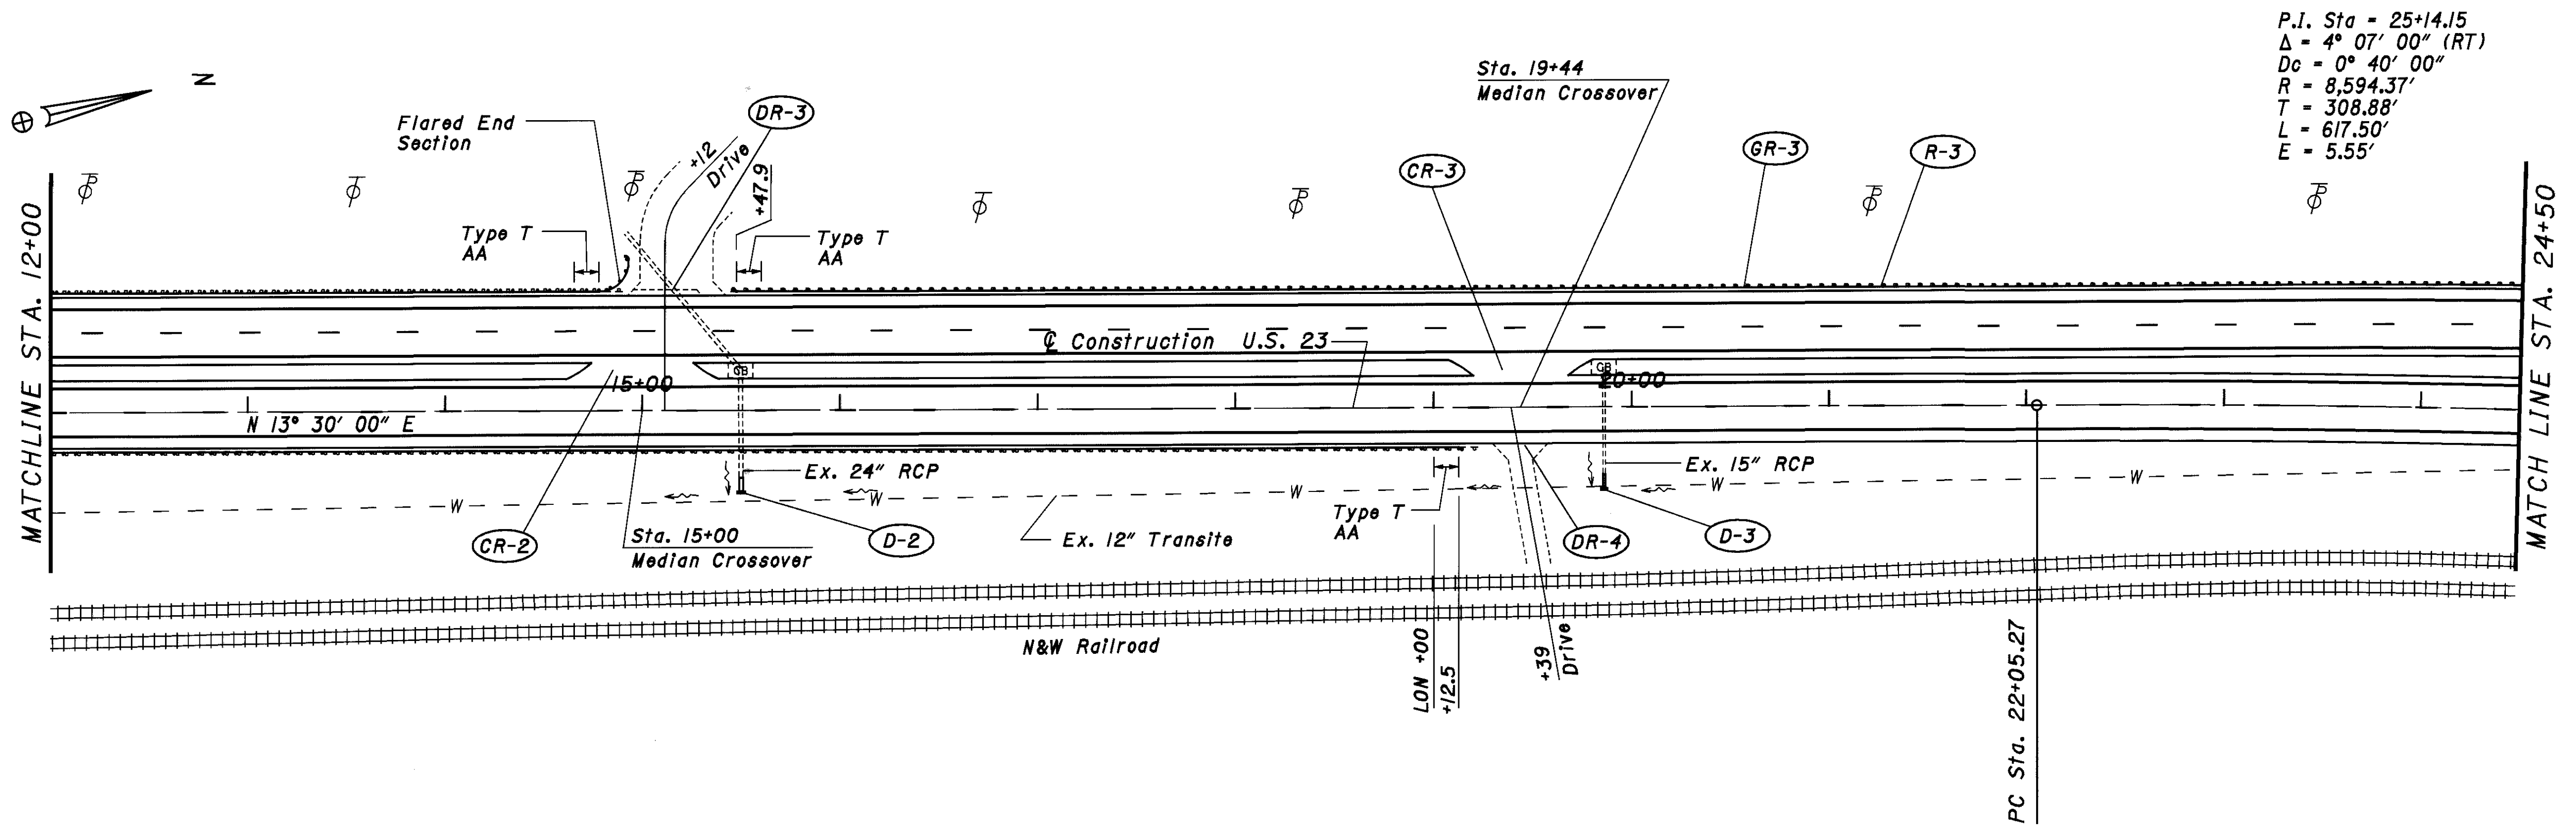 P.I. Sta = 25+14.15
Δ = 4° 07' 00" (RT)
Dc = 0° 40' 00"
R = 8,594.37'
T = 308.88'
L = 617.50'
E = 5.55'
N
Sta. 19+44
Median Crossover
Flared End
Section
DR-3
+12
Drive
+47.9
CR-3
GR-3
R-3
Type T
AA
Type T
AA
MATCHLINE STA. 12+00
MATCH LINE STA. 24+50
℄ Construction U.S. 23
GB
15+00
GB
20+00
N 13° 30' 00" E
Ex. 24" RCP
Ex. 15" RCP
W
W
W
W
W
Type T
AA
CR-2
Sta. 15+00
Median Crossover
D-2
Ex. 12" Transite
DR-4
D-3
N&W Railroad
LON +00
+12.5
+39
Drive
PC Sta. 22+05.27